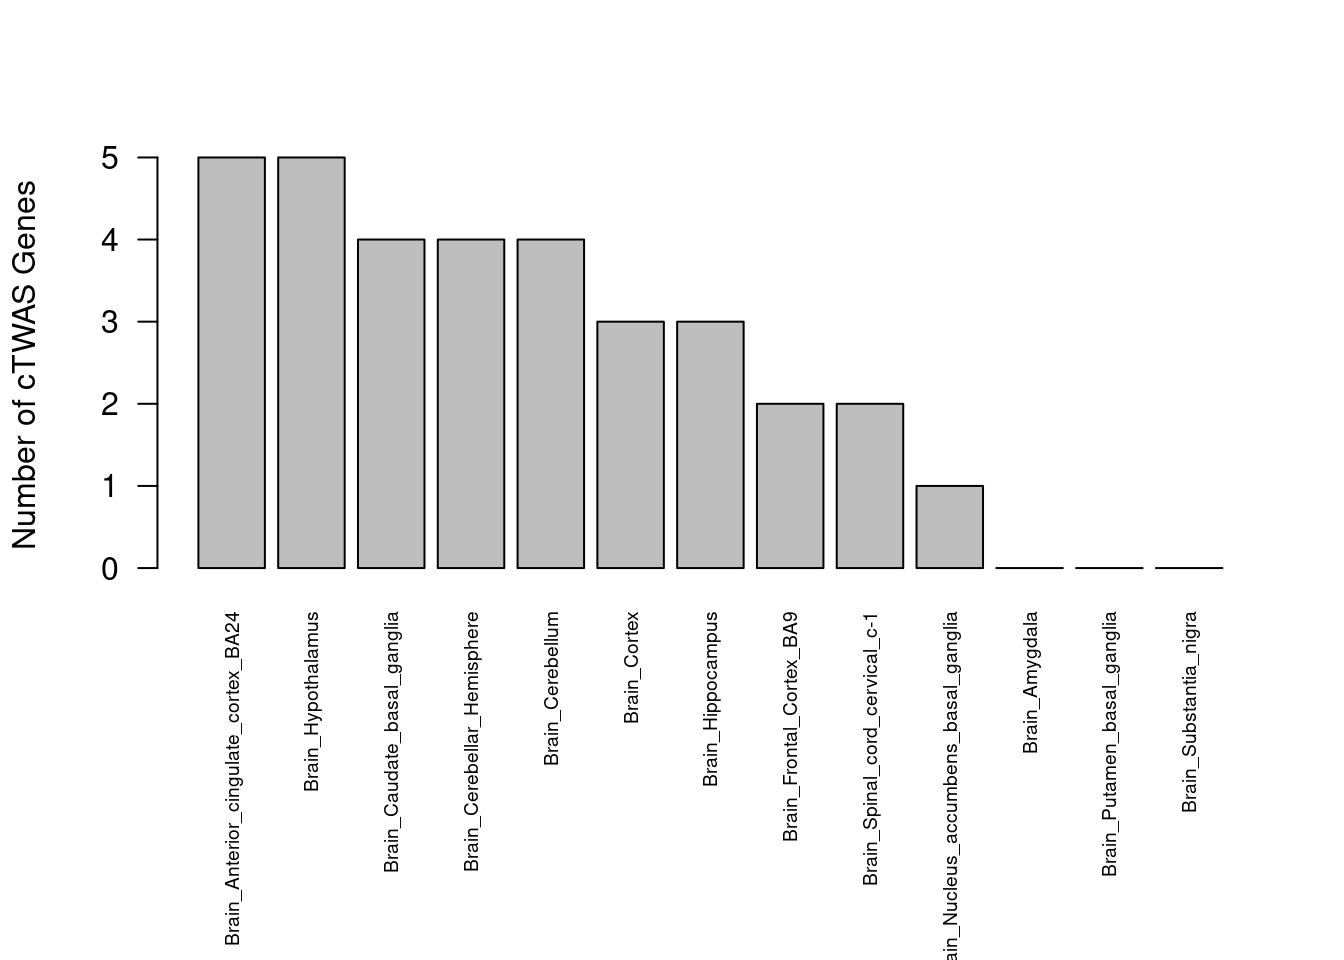 Number of cTWAS Genes
5
4
3
2
1
0
Brain_Anterior_cingulate_cortex_BA24
Brain_Hypothalamus
Brain_Caudate_basal_ganglia
Brain_Cerebellar_Hemisphere
Brain_Cerebellum
Brain_Cortex
Brain_Hippocampus
Brain_Frontal_Cortex_BA9
Brain_Spinal_cord_cervical_c-1
ain_Nucleus_accumbens_basal_ganglia
Brain_Amygdala
Brain_Putamen_basal_ganglia
Brain_Substantia_nigra